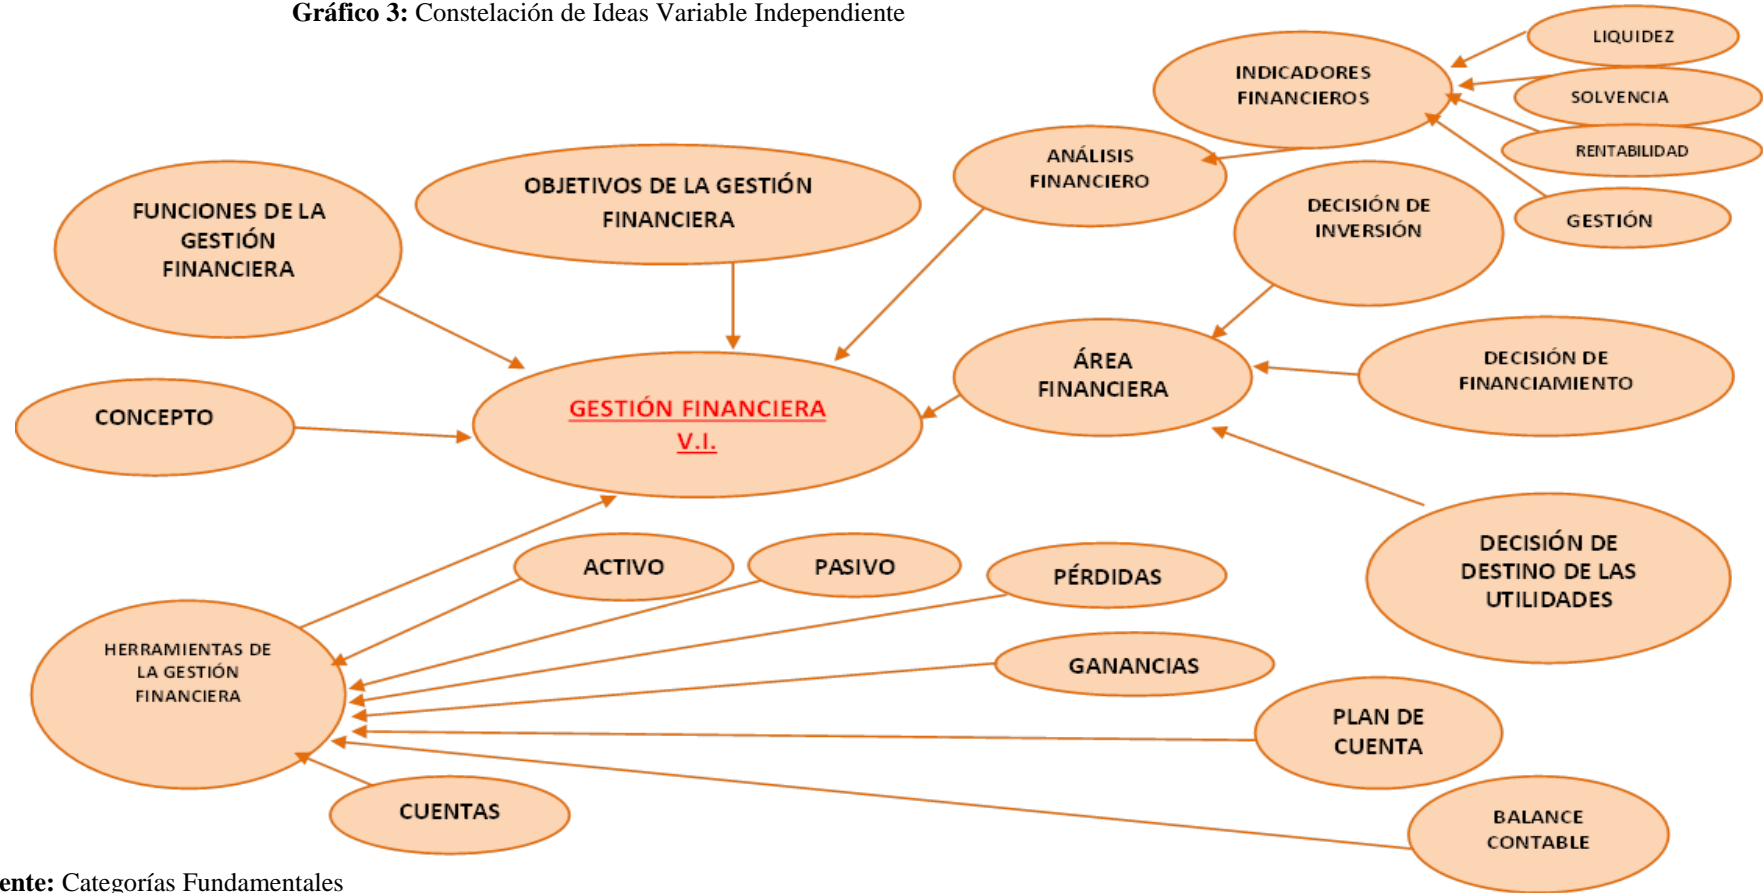 Gráfico 3: Constelación de Ideas Variable Independiente
LIQUIDEZ
INDICADORES
FINANCIEROS
SOLVENCIA
RENTABILIDAD
GESTIÓN
ANÁLISIS
FINANCIERO
OBJETIVOS DE LA GESTIÓN
FINANCIERA
FUNCIONES DE LA
GESTIÓN
FINANCIERA
DECISIÓN DE
INVERSIÓN
ÁREA
FINANCIERA
DECISIÓN DE
FINANCIAMIENTO
GESTIÓN FINANCIERA
V.I.
CONCEPTO
DECISIÓN DE
DESTINO DE LAS
UTILIDADES
ACTIVO
PASIVO
PÉRDIDAS
HERRAMIENTAS DE
LA GESTIÓN
FINANCIERA
GANANCIAS
PLAN DE
CUENTA
CUENTAS
BALANCE
CONTABLE
ente: Categorías Fundamentales